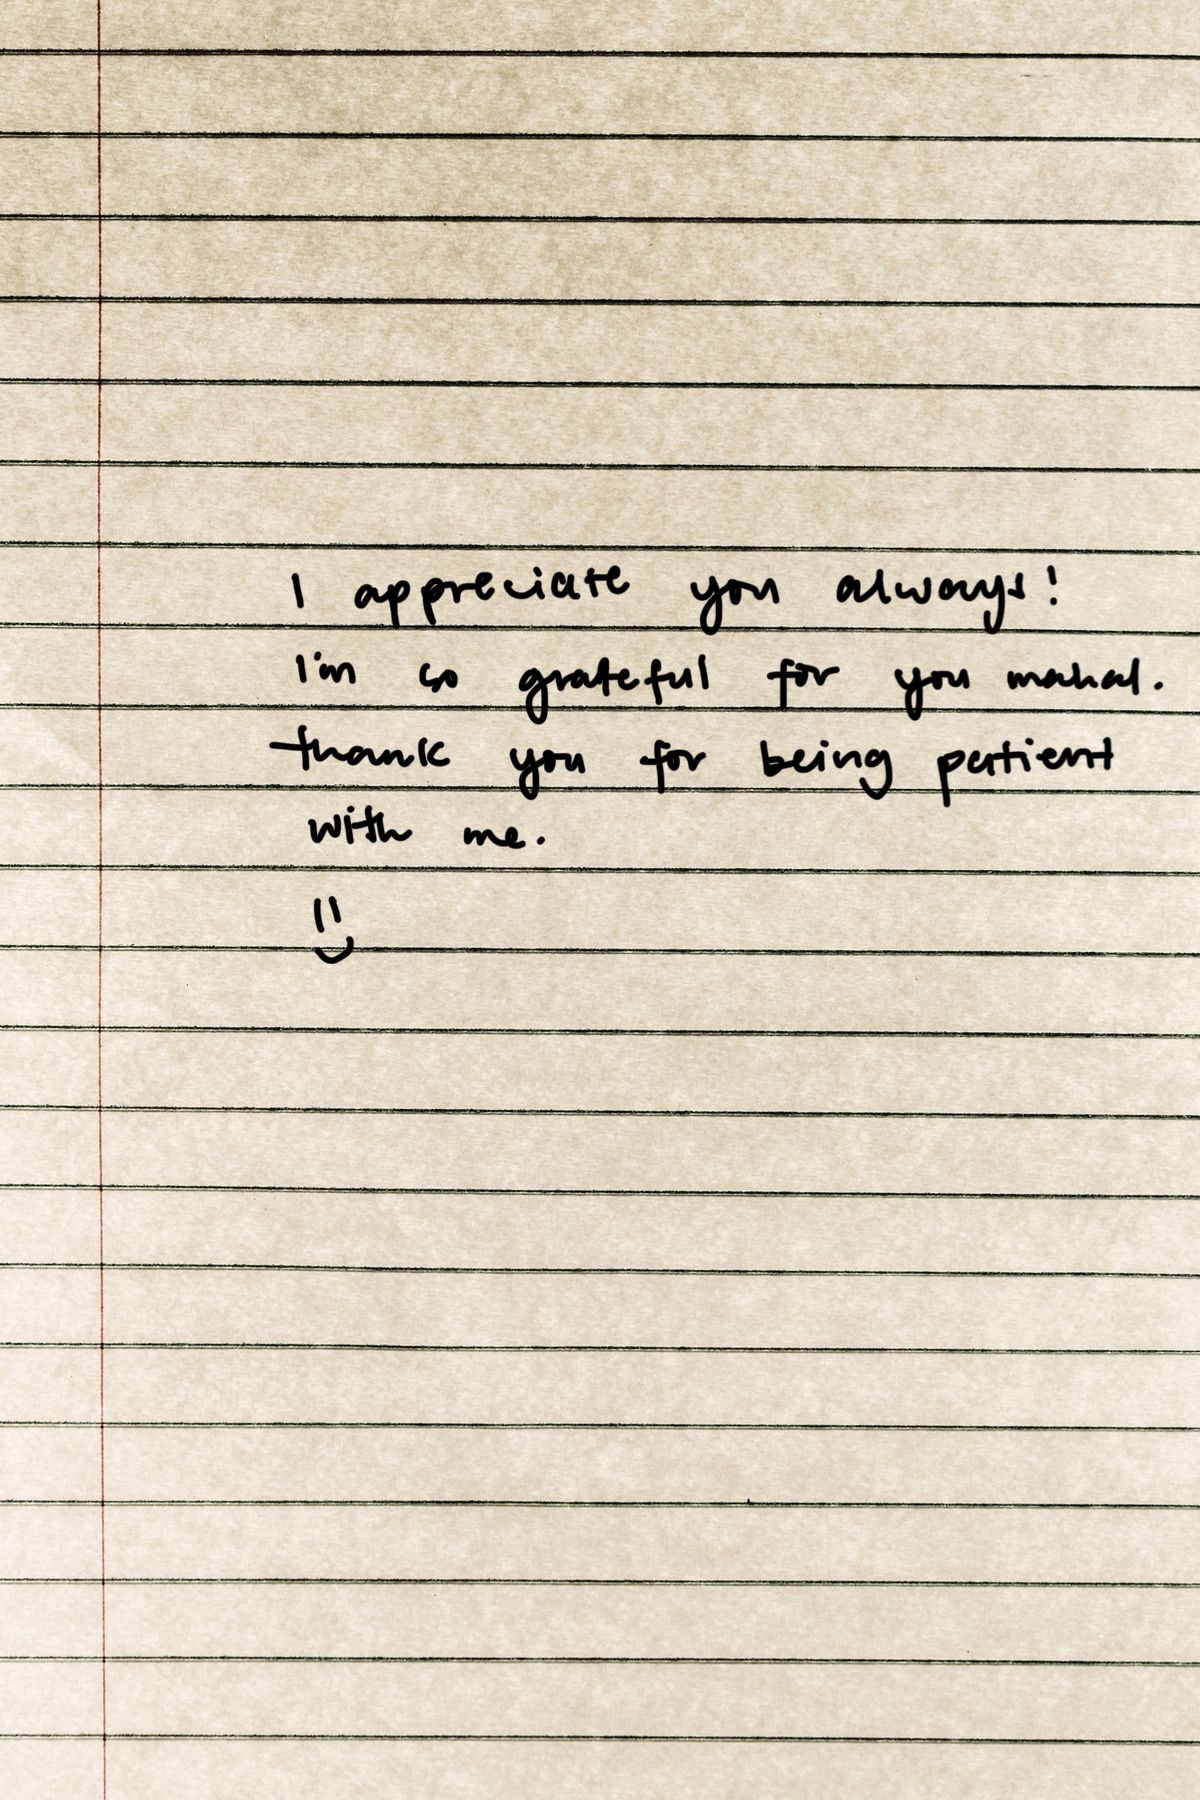 I appreciate you always!
I'm so grateful for you mahal.
thank you for being patient
with me.